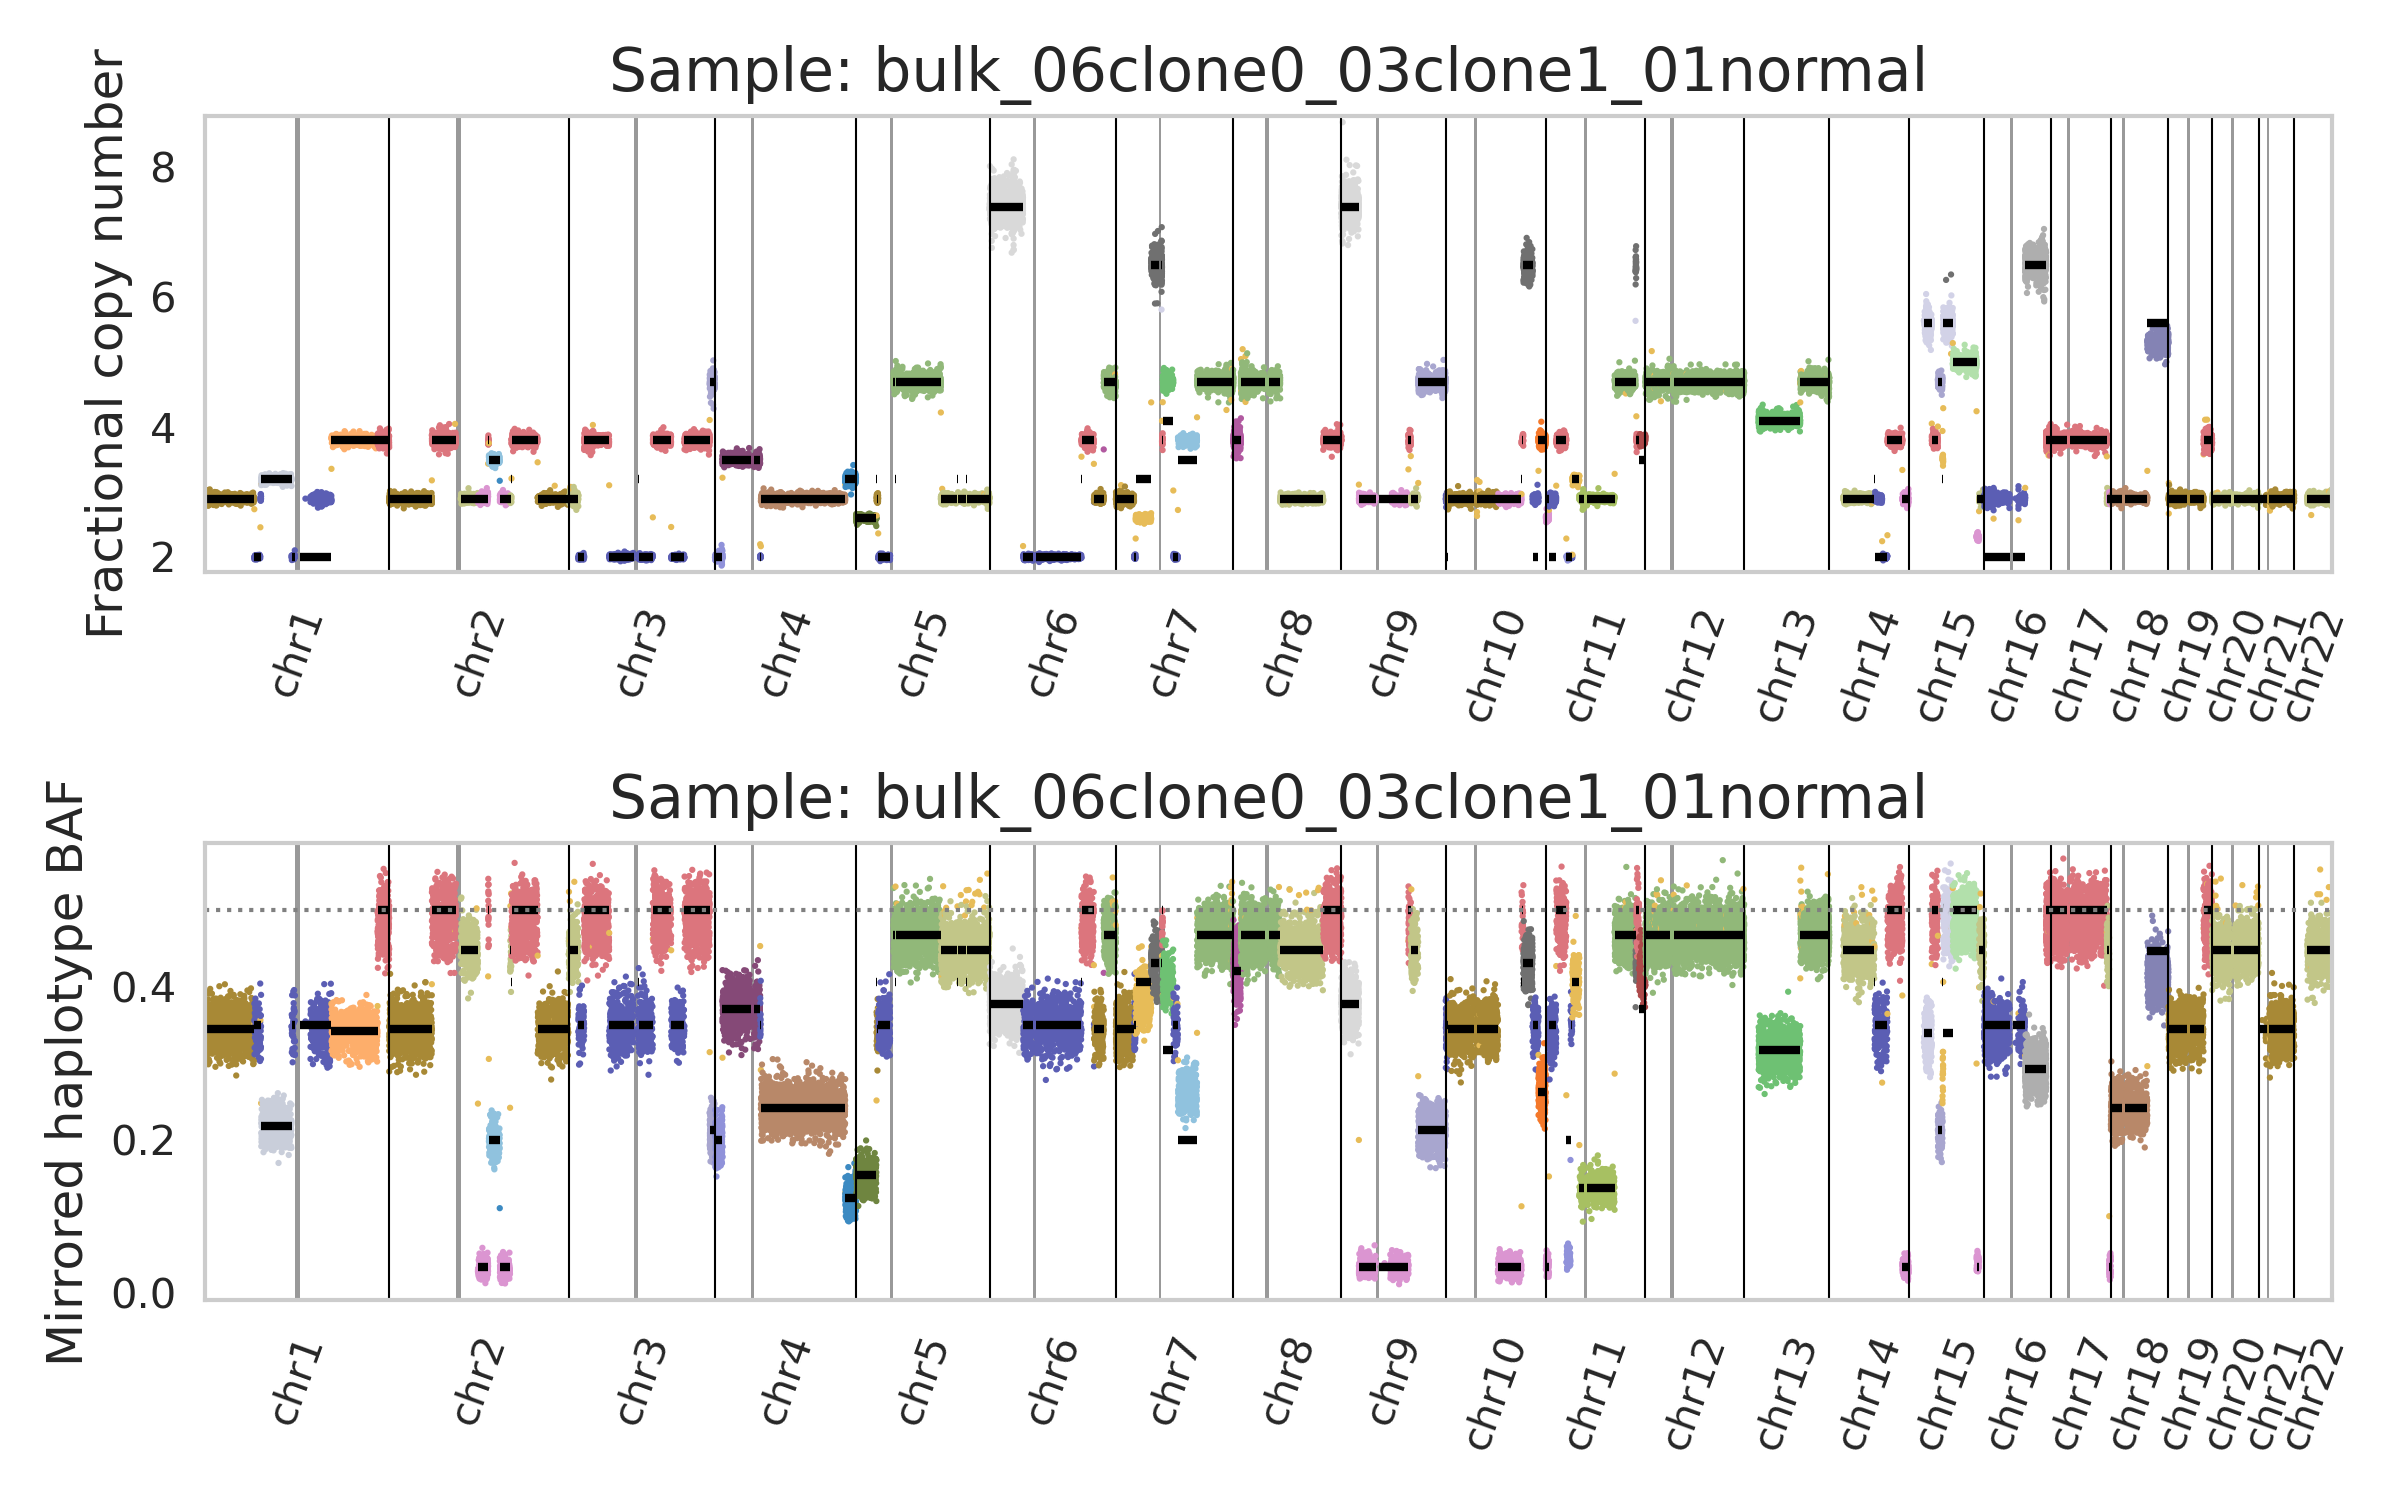 Sample: bulk_06clone0_03clone1_01normal
Fractional copy number
8
6
4
2
chr1 chr2 chr3 chr4 chr5 chr6 chr7 chr8 chr9 chr10 chr11 chr12 chr13 chr14 chr15 chr16 chr17 chr18 chr19 chr20 chr21 chr22
Sample: bulk_06clone0_03clone1_01normal
Mirrored haplotype BAF
0.4
0.2
0.0
chr1 chr2 chr3 chr4 chr5 chr6 chr7 chr8 chr9 chr10 chr11 chr12 chr13 chr14 chr15 chr16 chr17 chr18 chr19 chr20 chr21 chr22